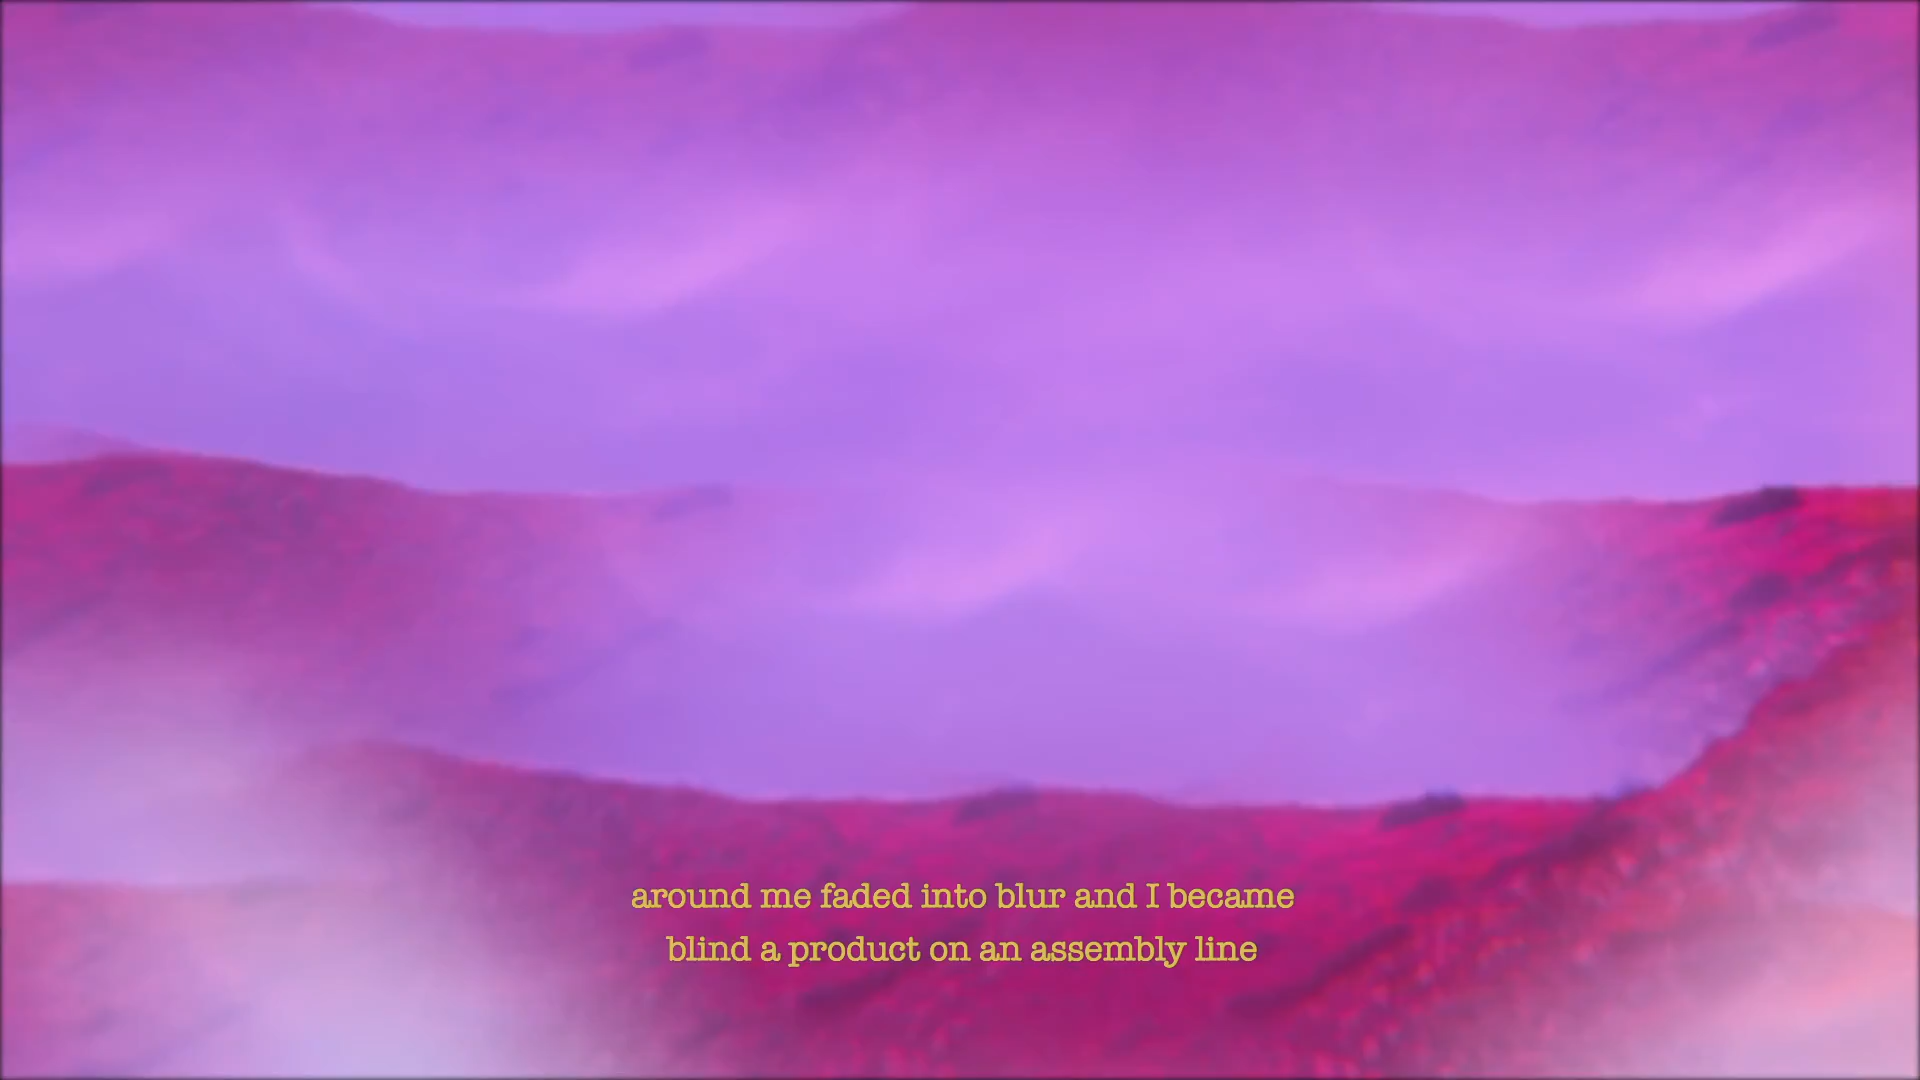 around me faded into blur and I became
blind a product on an assembly line